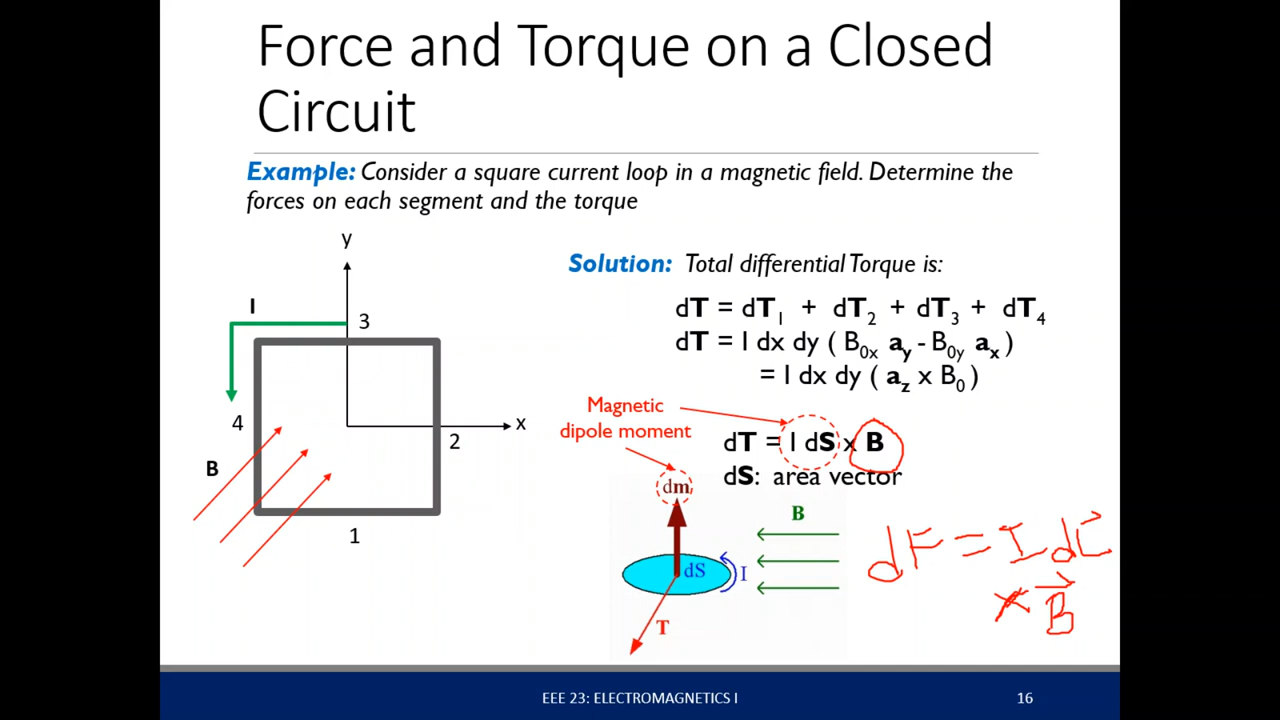 Force and Torque on a Closed
Circuit
Example: Consider a square current loop in a magnetic field. Determine the
forces on each segment and the torque
y
I
3
4
x
2
B
1
Solution: Total differential Torque is:
dT = dT1 + dT2 + dT3 + dT4
dT = I dx dy ( B0x ay - B0y ax )
= I dx dy ( az x B0 )
Magnetic
dipole moment
dT = I dS x B
dS: area vector
dm
B
dS
I
T
dF = I dL
x B
EEE 23: ELECTROMAGNETICS I
16